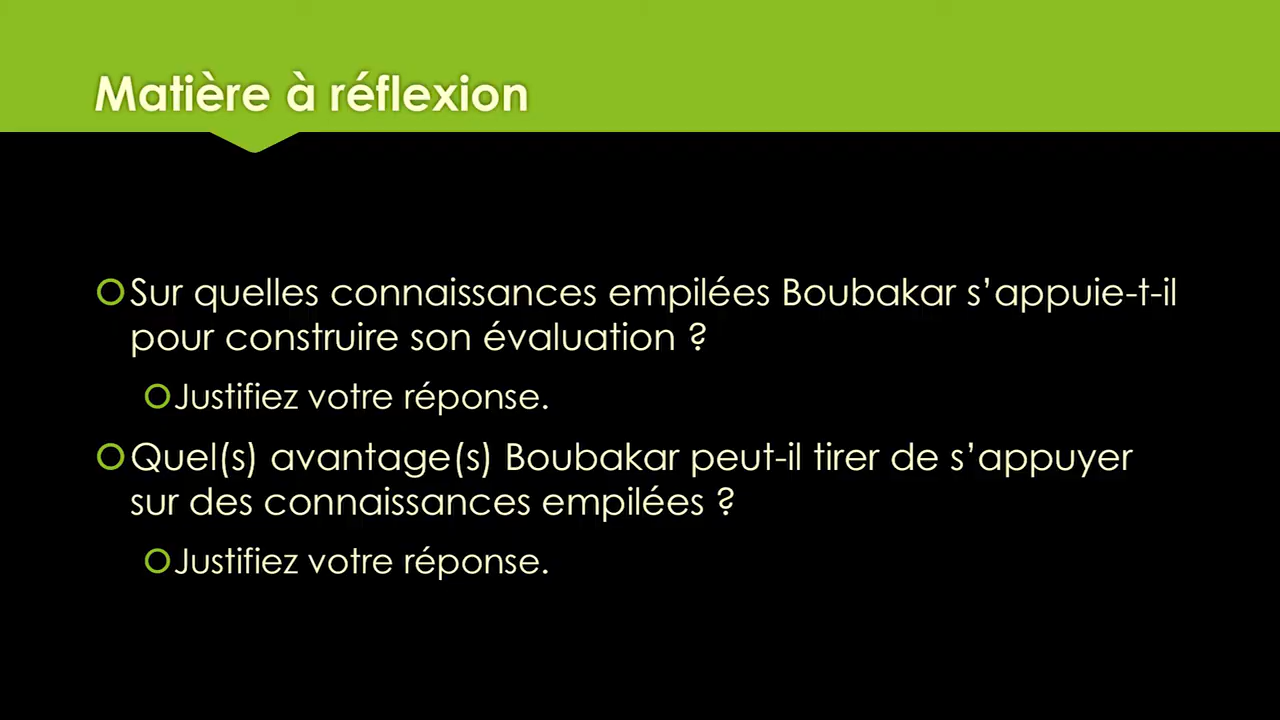 Matière à réflexion
Sur quelles connaissances empilées Boubakar s’appuie-t-il
pour construire son évaluation ?
Justifiez votre réponse.
Quel(s) avantage(s) Boubakar peut-il tirer de s’appuyer
sur des connaissances empilées ?
Justifiez votre réponse.